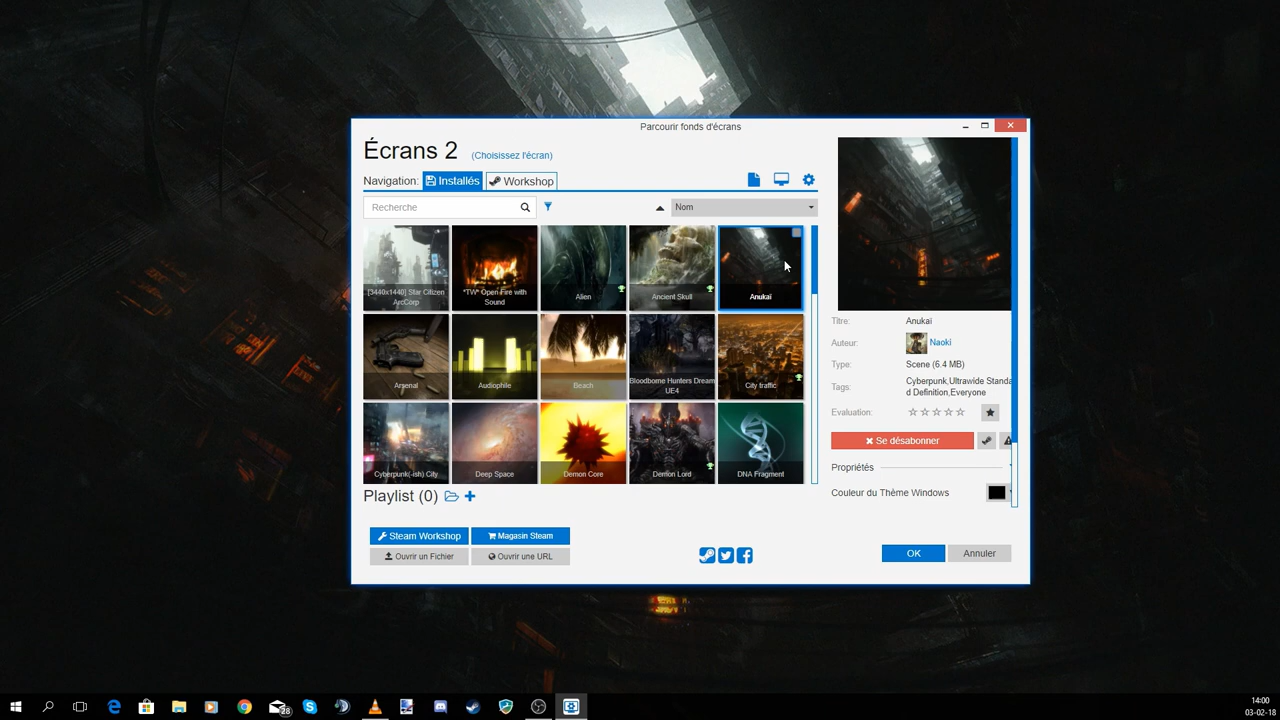 Parcourir fonds d'écrans
Écrans 2 (Choisissez l'écran)
Navigation: Installés Workshop
Recherche
Nom
[3440x1440] Star Citizen
ArcCorp
*TW* Open Fire with
Sound
Alien
Ancient Skull
Anukai
Arsenal
Audiophile
Beach
Bloodborne Hunters Dream
UE4
City traffic
Cyberpunk(-ish) City
Deep Space
Demon Core
Demon Lord
DNA Fragment
Playlist (0)
Steam Workshop
Magasin Steam
Ouvrir un Fichier
Ouvrir une URL
Titre: Anukai
Auteur: Naoki
Type: Scene (6.4 MB)
Tags: Cyberpunk,Ultrawide Standa
d Definition,Everyone
Evaluation:
Se désabonner
Propriétés
Couleur du Thème Windows
OK
Annuler
28
14:00
03-02-18